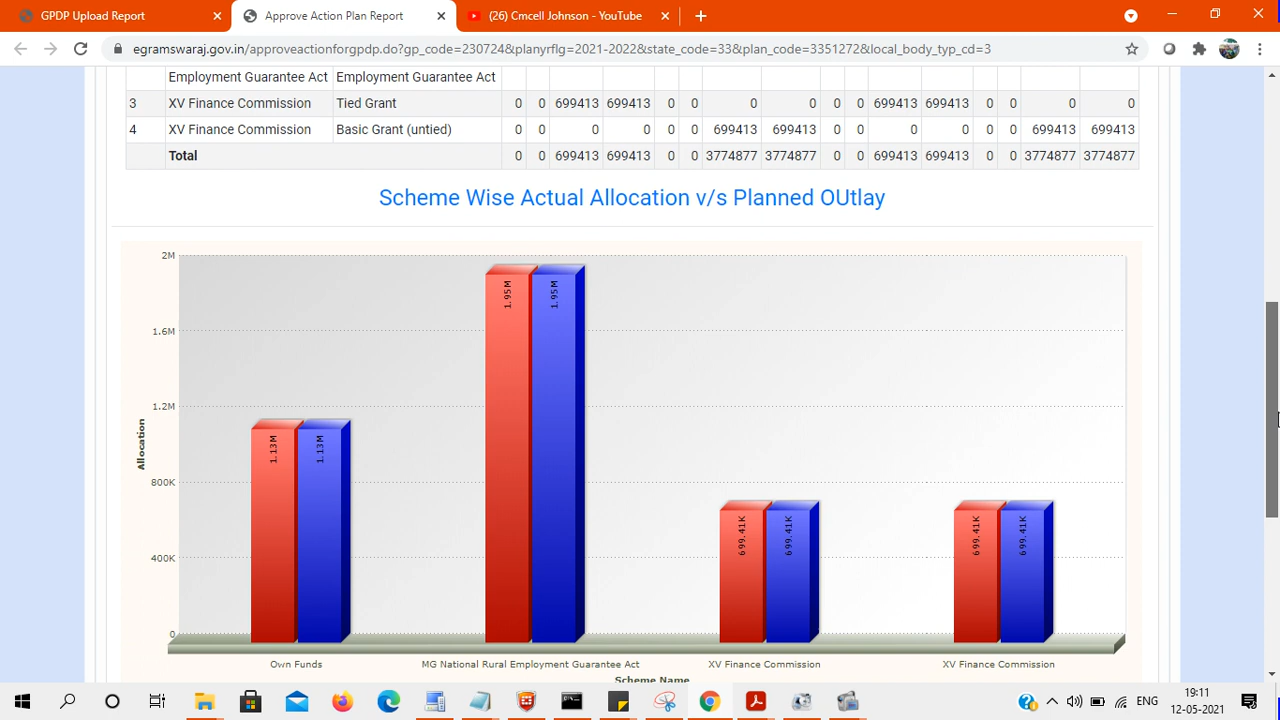 GPDP Upload Report
Approve Action Plan Report
(26) Cmcell Johnson - YouTube
egramswaraj.gov.in/approveactionforgpdp.do?gp_code=230724&planyrflg=2021-2022&state_code=33&plan_code=3351272&local_body_typ_cd=3
Employment Guarantee Act Employment Guarantee Act
3 XV Finance Commission Tied Grant 0 0 699413 699413 0 0 0 0 0 0 699413 699413 0 0 0 0
4 XV Finance Commission Basic Grant (untied) 0 0 0 0 0 0 699413 699413 0 0 0 0 0 0 699413 699413
Total 0 0 699413 699413 0 0 3774877 3774877 0 0 699413 699413 0 0 3774877 3774877
Scheme Wise Actual Allocation v/s Planned OUtlay
2M
1.6M
1.2M
800K
400K
0
Allocation
1.13M
1.13M
1.95M
1.95M
699.41K
699.41K
699.41K
699.41K
Own Funds
MG National Rural Employment Guarantee Act
XV Finance Commission
XV Finance Commission
Scheme Name
ENG
19:11
12-05-2021